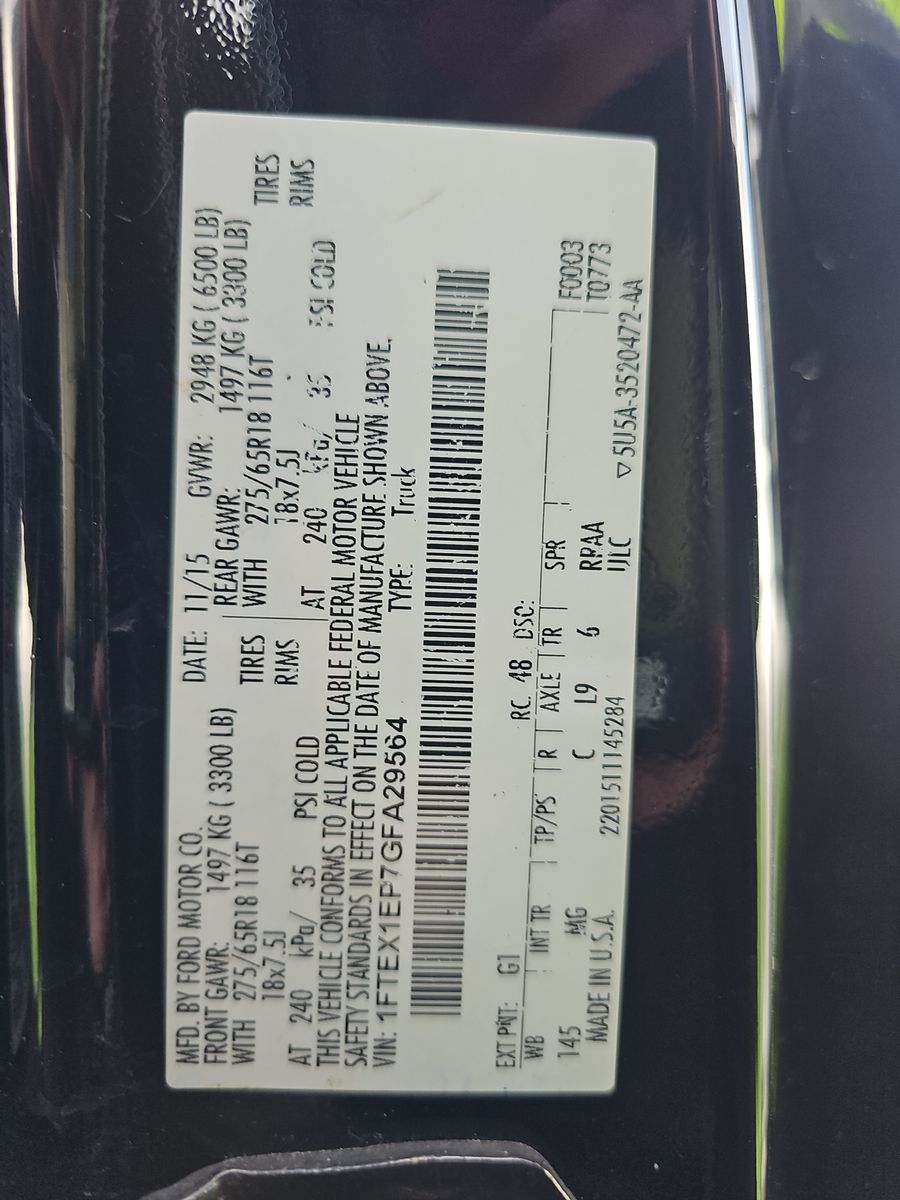 MFD. BY FORD MOTOR CO. DATE: 11/15 GVWR: 2948 KG ( 6500 LB)
FRONT GAWR: 1497 KG ( 3300 LB) REAR GAWR: 1497 KG ( 3300 LB)
WITH 275/65R18 116T TIRES WITH 275/65R18 116T TIRES
18x7.5J RIMS 18x7.5J RIMS
AT 240 kPa/ 35 PSI COLD AT 240 kPa/ 35 PSI COLD
THIS VEHICLE CONFORMS TO ALL APPLICABLE FEDERAL MOTOR VEHICLE
SAFETY STANDARDS IN EFFECT ON THE DATE OF MANUFACTURE SHOWN ABOVE.
VIN: 1FTEX1EP7GFA29564 TYPE: Truck
EXT PNT: G1 RC: 48 DSO: F0003
WB INT TR TP/PS R AXLE TR SPR T0773
145 MG C L9 6 RPAA
MADE IN U.S.A. 2201511145284 IJLC ▽5U5A-3520472-AA